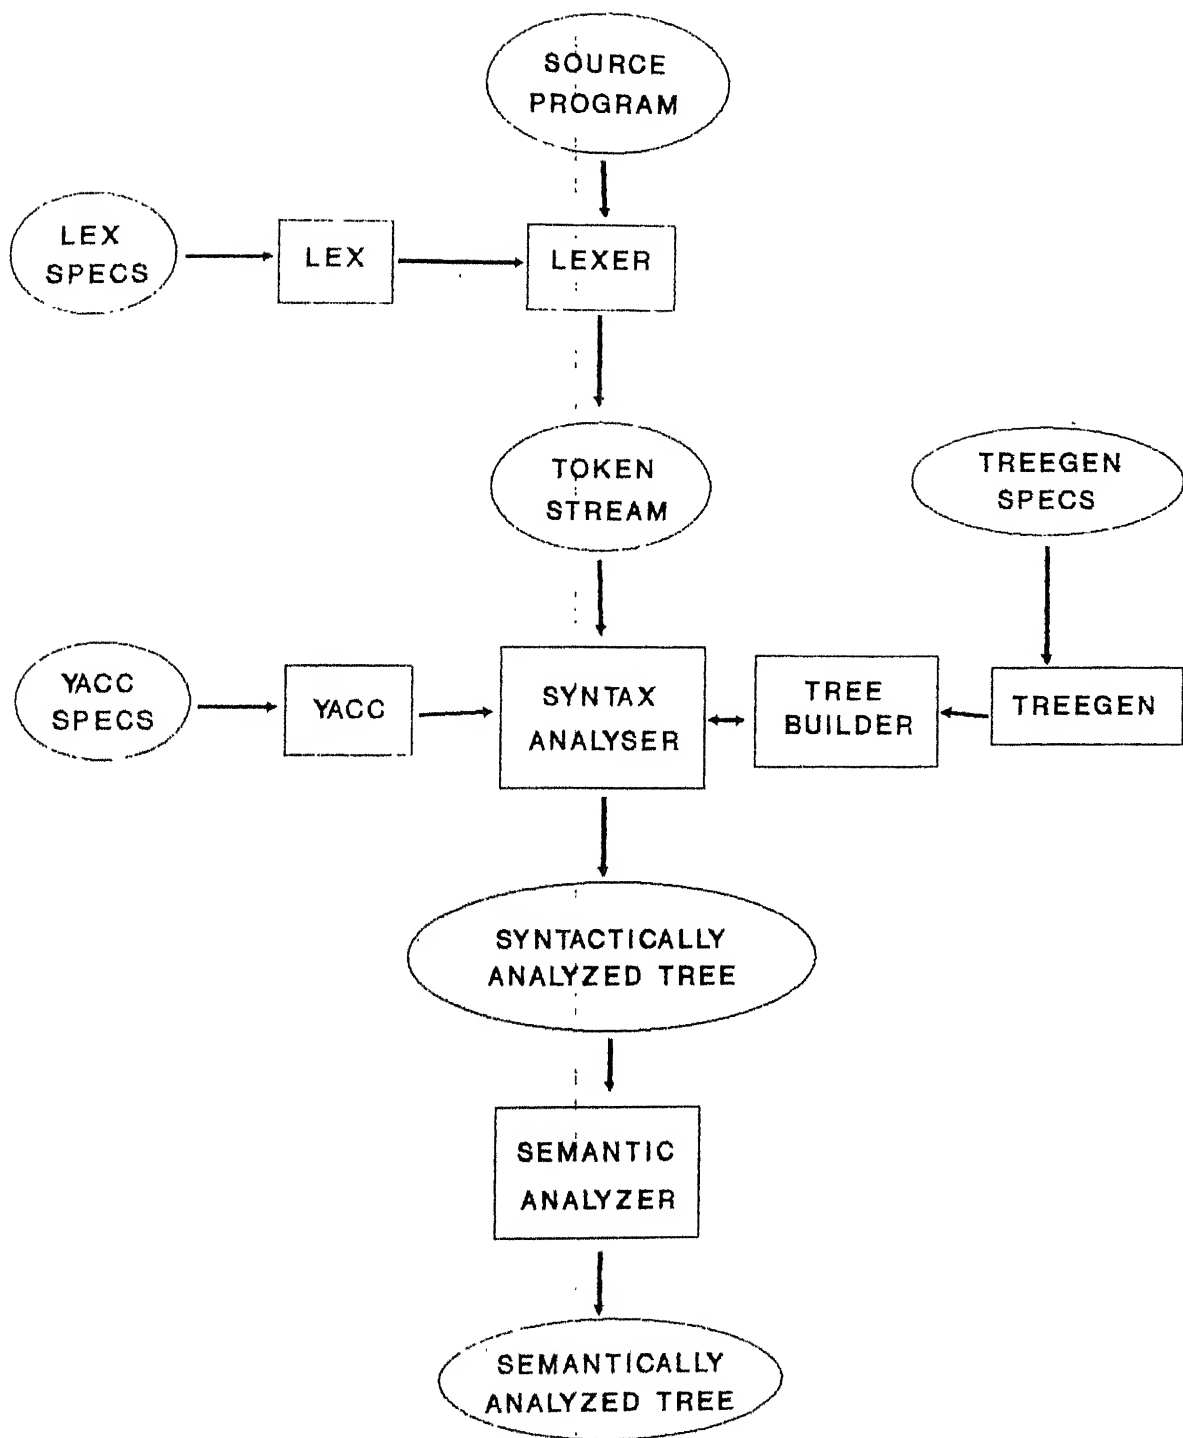 SOURCE
PROGRAM
LEX
SPECS
LEX
LEXER
TOKEN
STREAM
TREEGEN
SPECS
YACC
SPECS
YACC
SYNTAX
ANALYSER
TREE
BUILDER
TREEGEN
SYNTACTICALLY
ANALYZED TREE
SEMANTIC
ANALYZER
SEMANTICALLY
ANALYZED TREE